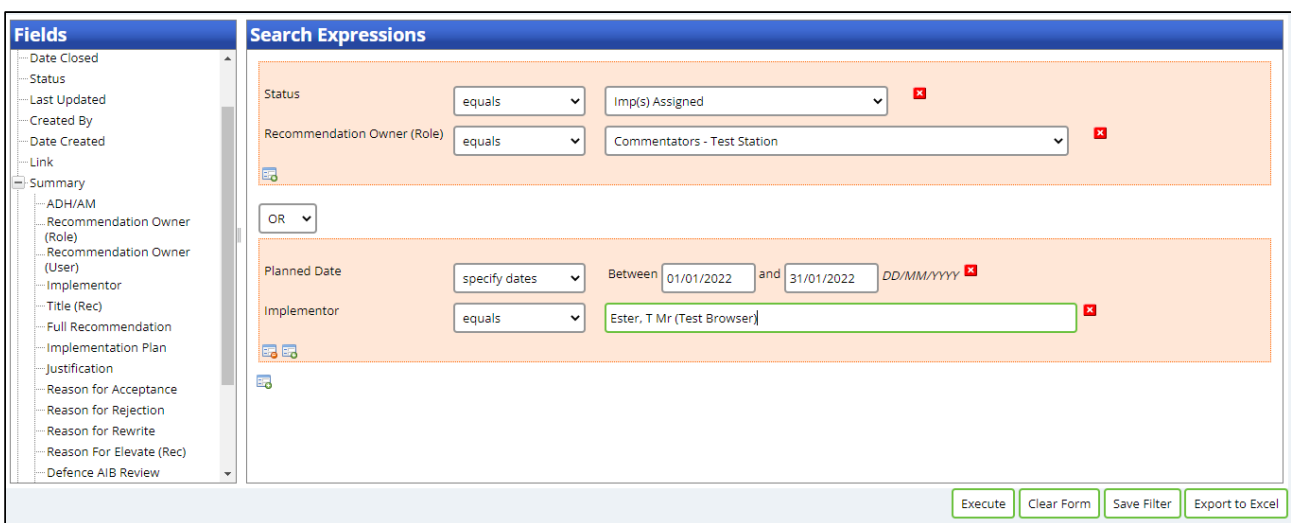 Fields
Date Closed
Status
Last Updated
Created By
Date Created
Link
Summary
ADH/AM
Recommendation Owner
(Role)
Recommendation Owner
(User)
Implementor
Title (Rec)
Full Recommendation
Implementation Plan
Justification
Reason for Acceptance
Reason for Rejection
Reason for Rewrite
Reason For Elevate (Rec)
Defence AIB Review
Search Expressions
Status equals Imp(s) Assigned
Recommendation Owner (Role) equals Commentators - Test Station
OR
Planned Date specify dates Between 01/01/2022 and 31/01/2022 DD/MM/YYYY
Implementor equals Ester, T Mr (Test Browser)
Execute Clear Form Save Filter Export to Excel